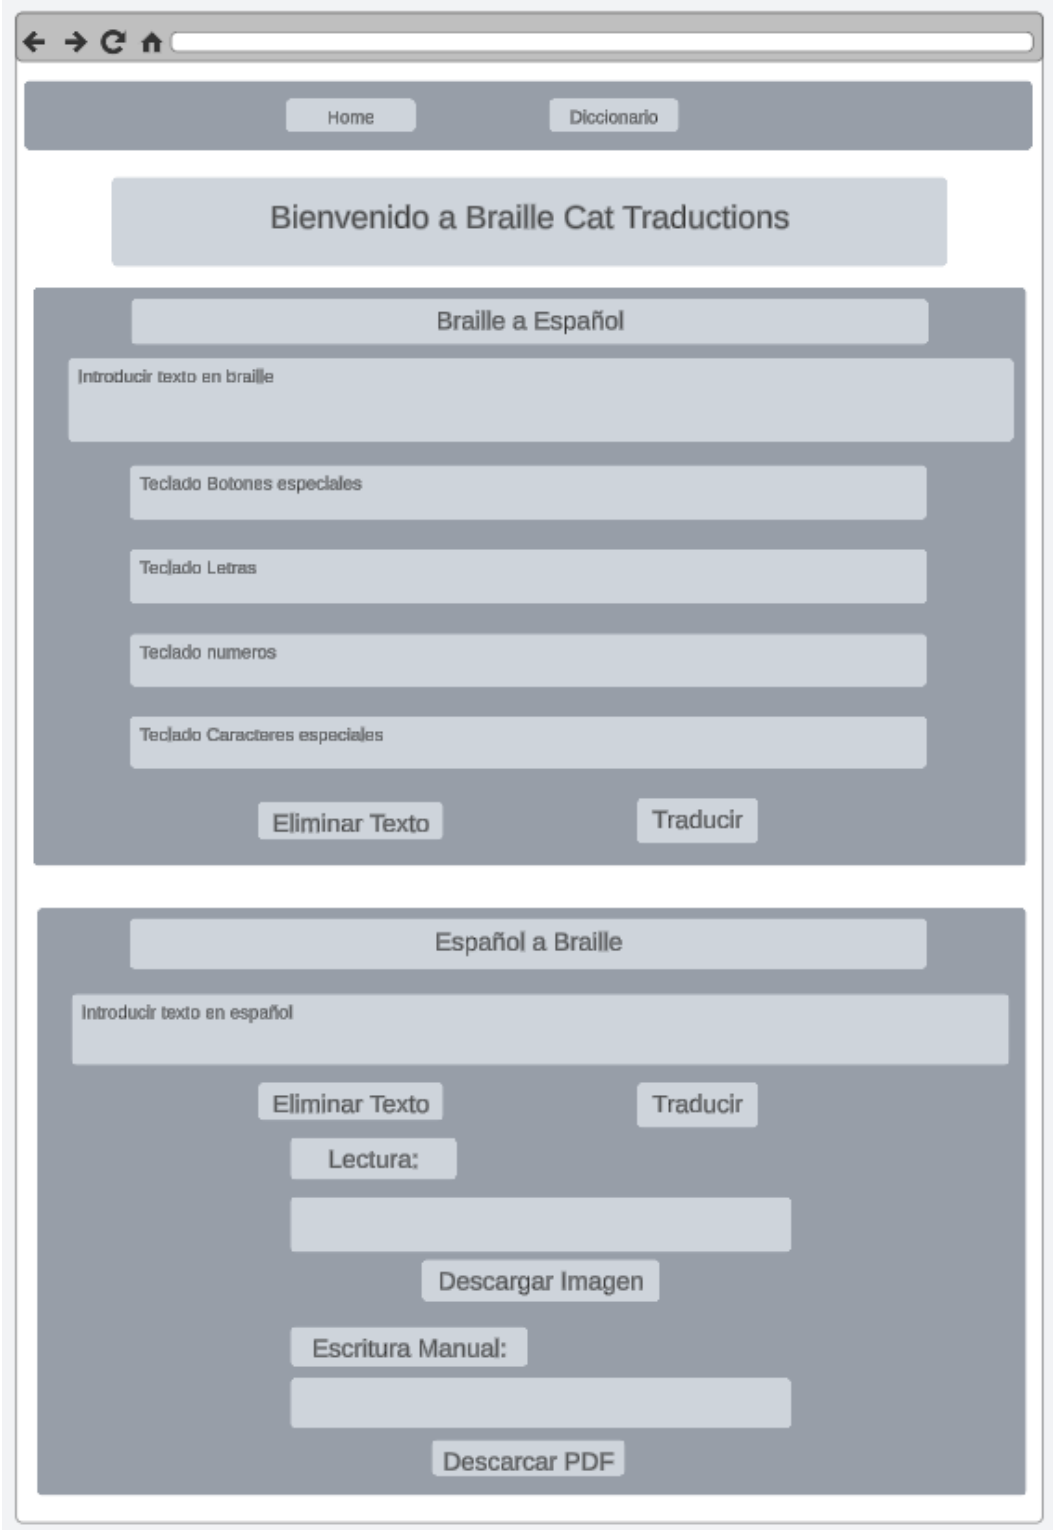 Home Diccionario
Bienvenido a Braille Cat Traductions
Braille a Español
Introducir texto en braille
Teclado Botones especiales
Teclado Letras
Teclado numeros
Teclado Caracteres especiales
Eliminar Texto Traducir
Español a Braille
Introducir texto en español
Eliminar Texto Traducir
Lectura:
Descargar Imagen
Escritura Manual:
Descarcar PDF